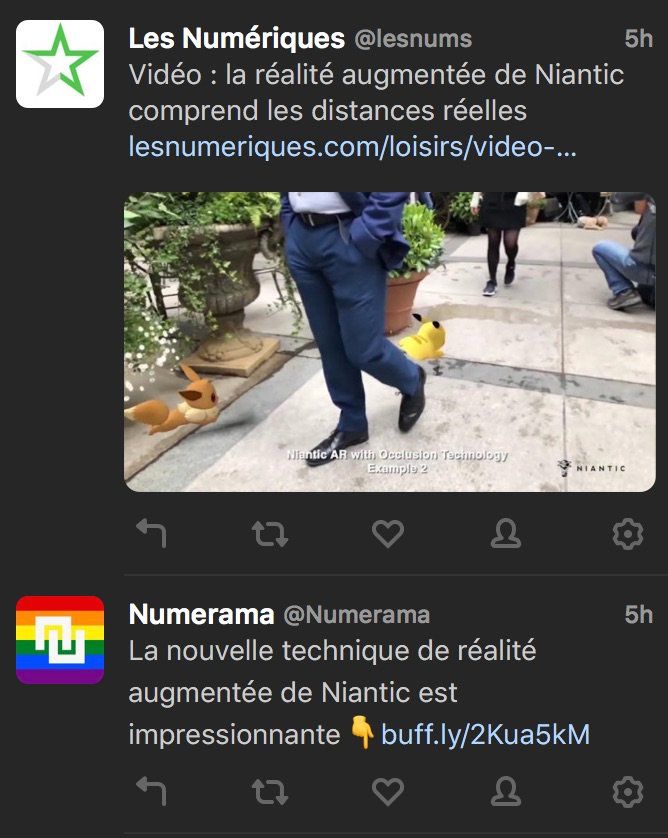 Les Numériques @lesnums 5h
Vidéo : la réalité augmentée de Niantic
comprend les distances réelles
lesnumeriques.com/loisirs/video-...
Niantic AR with Occlusion Technology
Example 2
NIANTIC
Numerama @Numerama 5h
La nouvelle technique de réalité
augmentée de Niantic est
impressionnante 👇 buff.ly/2Kua5kM